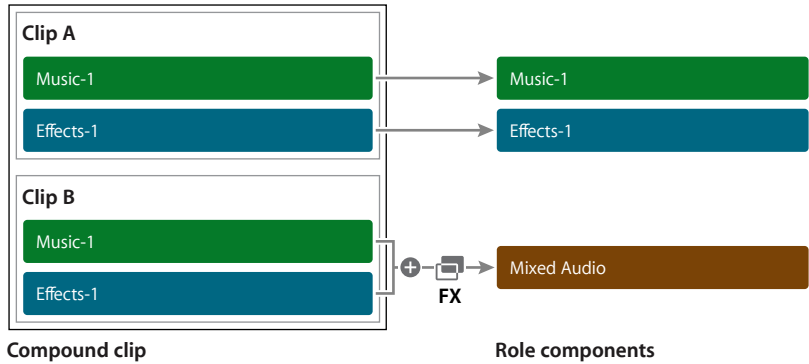 Clip A
Music-1
Music-1
Effects-1
Effects-1
Clip B
Music-1
Mixed Audio
Effects-1
FX
Compound clip
Role components